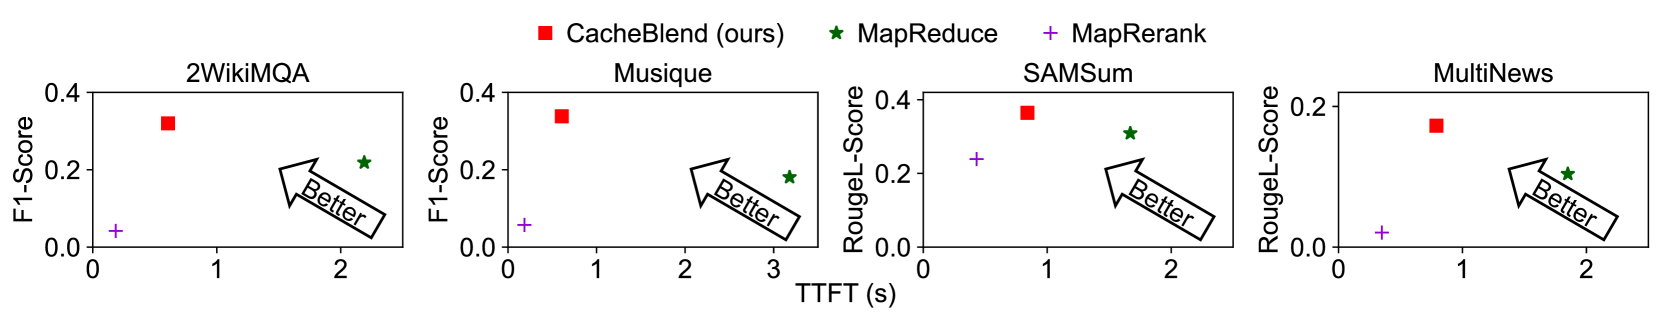 CacheBlend (ours) MapReduce MapRerank
2WikiMQA Musique SAMSum MultiNews
F1-Score
0.4
0.2
0.0
0 1 2
Better
F1-Score
0.4
0.2
0.0
0 1 2 3
Better
RougeL-Score
0.4
0.2
0.0
0 1 2
Better
RougeL-Score
0.2
0.0
0 1 2
Better
TTFT (s)